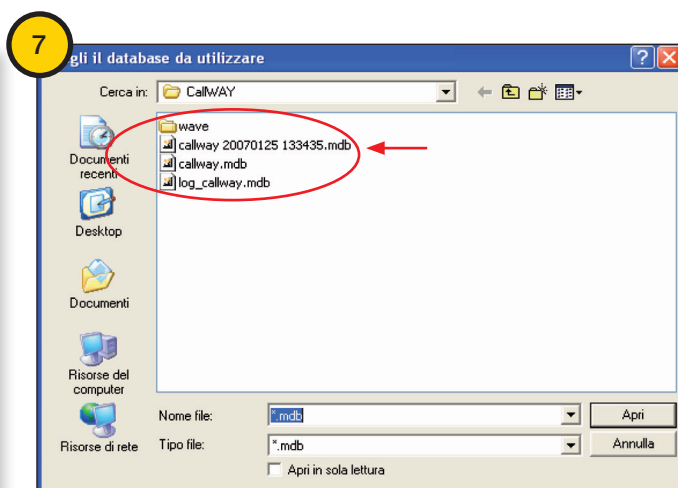 7
gli il database da utilizzare
Cerca in:
CallWAY
wave
callway 20070125 133435.mdb
callway.mdb
log_callway.mdb
Documenti
recenti
Desktop
Documenti
Risorse del
computer
Risorse di rete
Nome file:
*.mdb
Apri
Tipo file:
*.mdb
Annulla
Apri in sola lettura